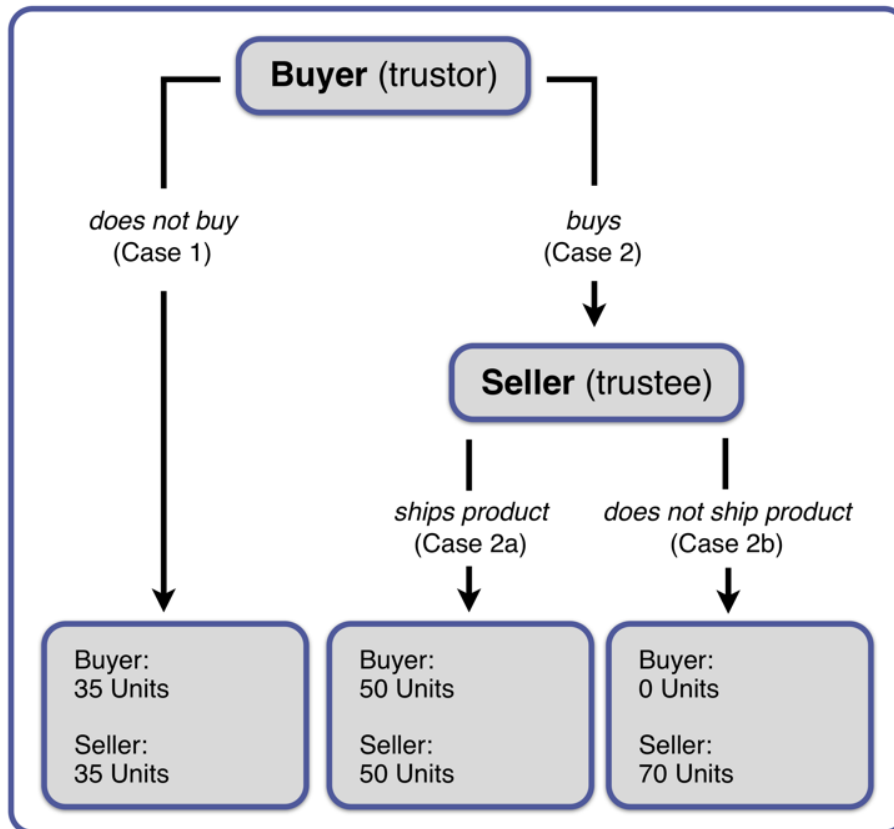 Buyer (trustor)
does not buy
(Case 1)
buys
(Case 2)
Seller (trustee)
ships product
(Case 2a)
does not ship product
(Case 2b)
Buyer:
35 Units
Seller:
35 Units
Buyer:
50 Units
Seller:
50 Units
Buyer:
0 Units
Seller:
70 Units